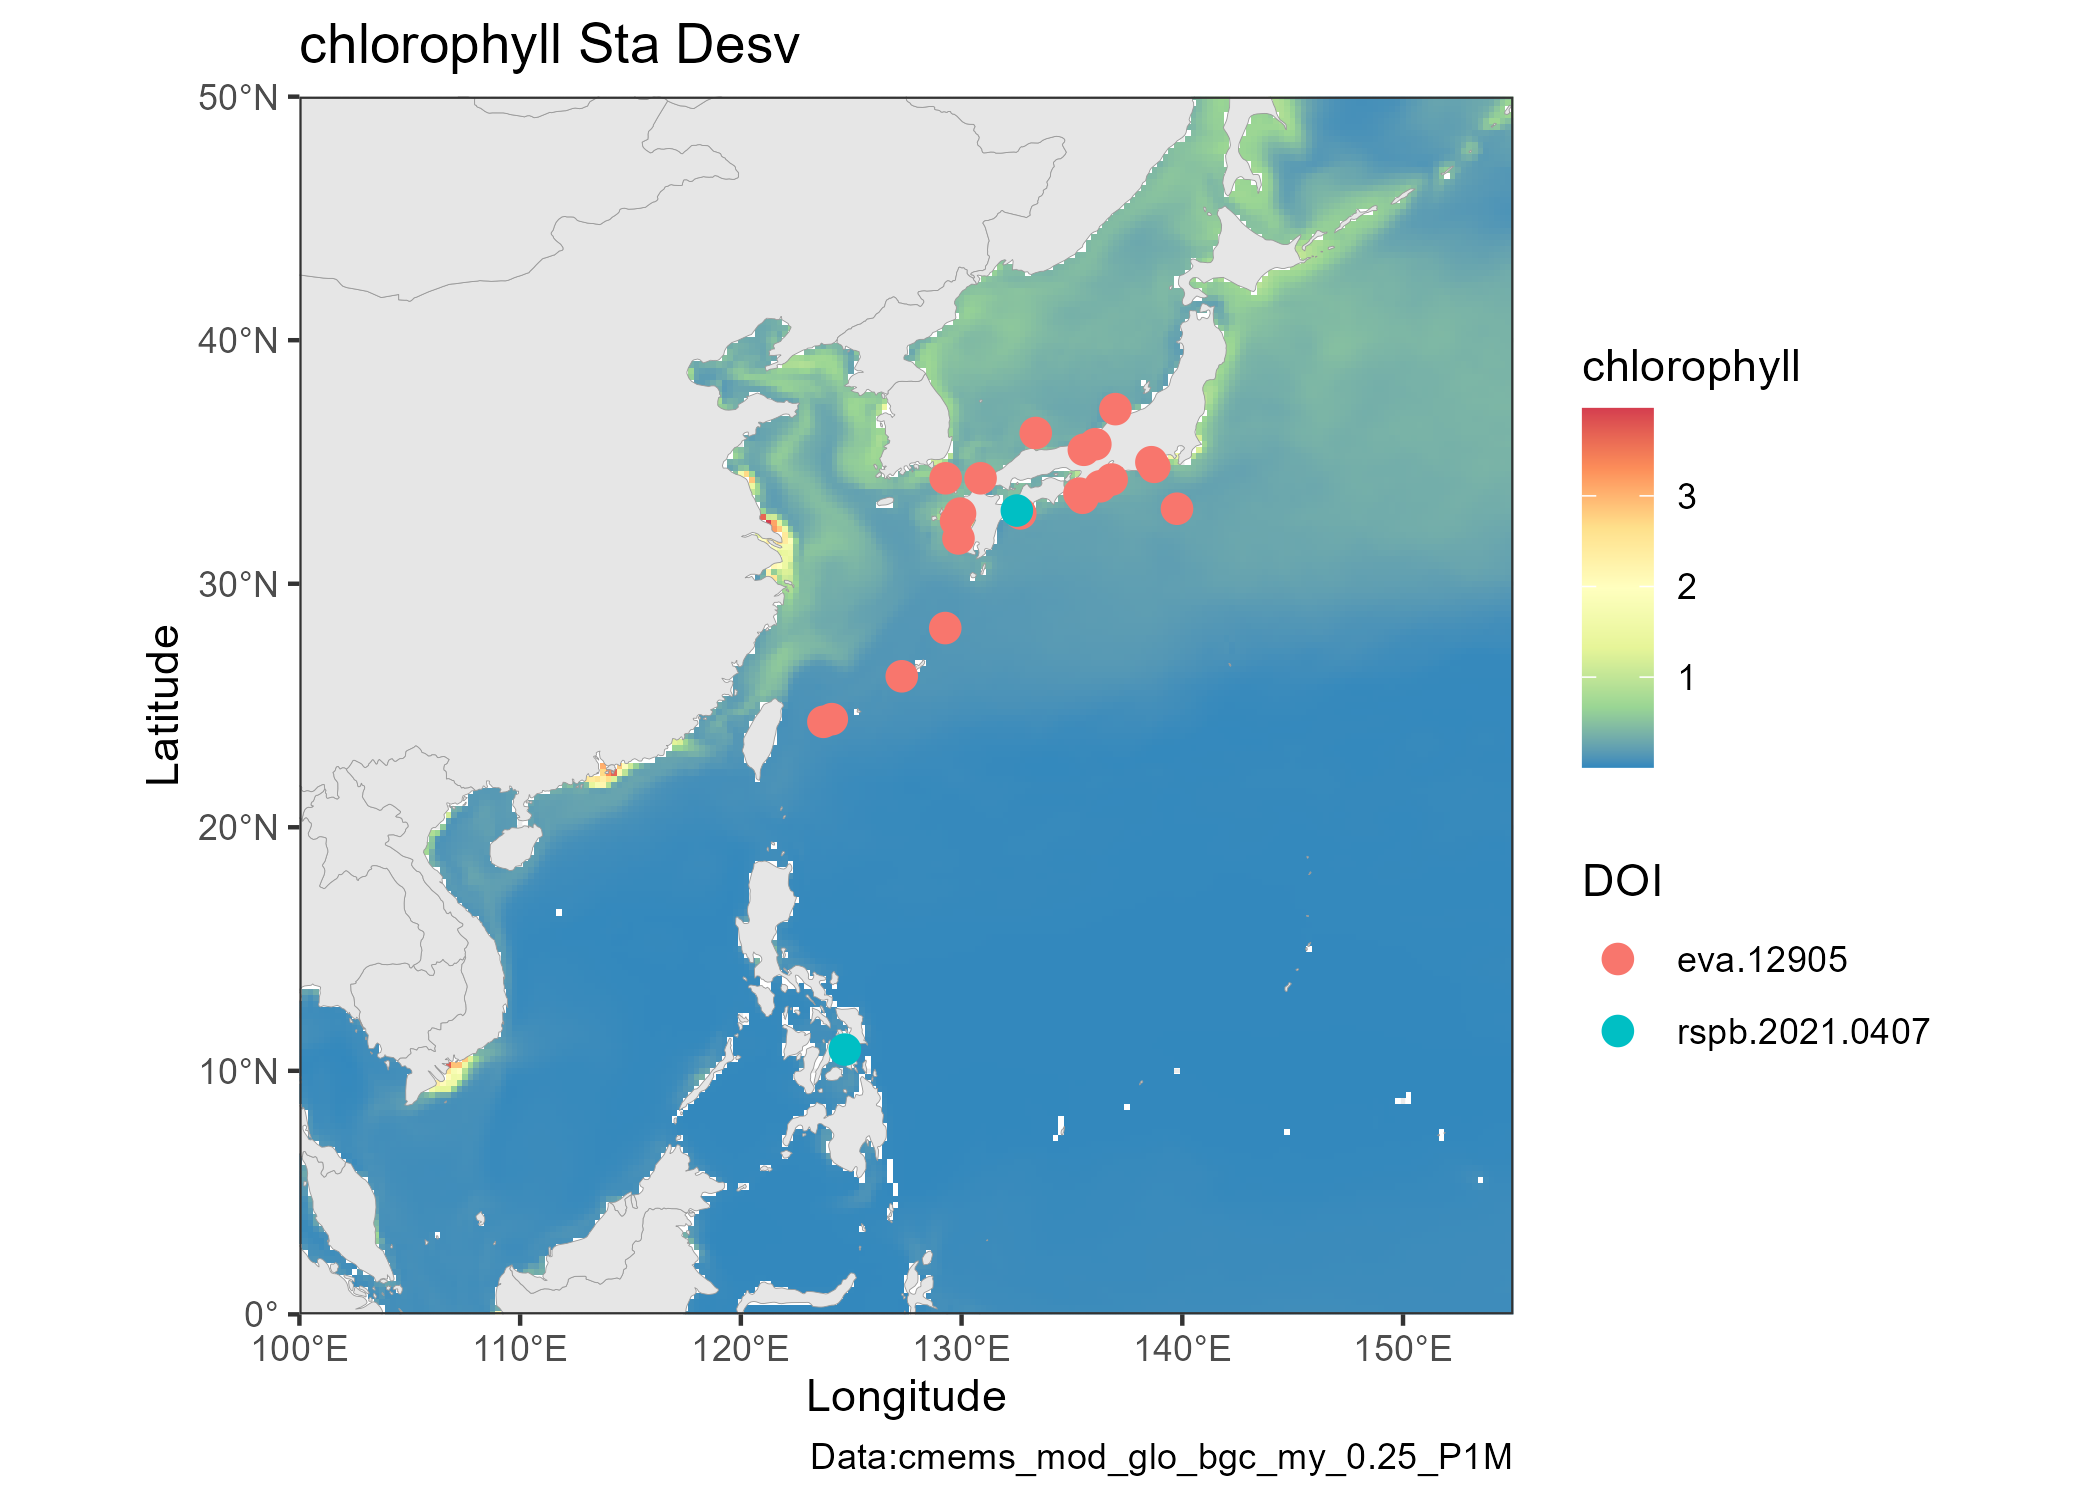 chlorophyll Sta Desv
50°N
40°N
30°N
20°N
10°N
0°
Latitude
100°E
110°E
120°E
130°E
140°E
150°E
Longitude
Data:cmems_mod_glo_bgc_my_0.25_P1M
chlorophyll
3
2
1
DOI
eva.12905
rspb.2021.0407